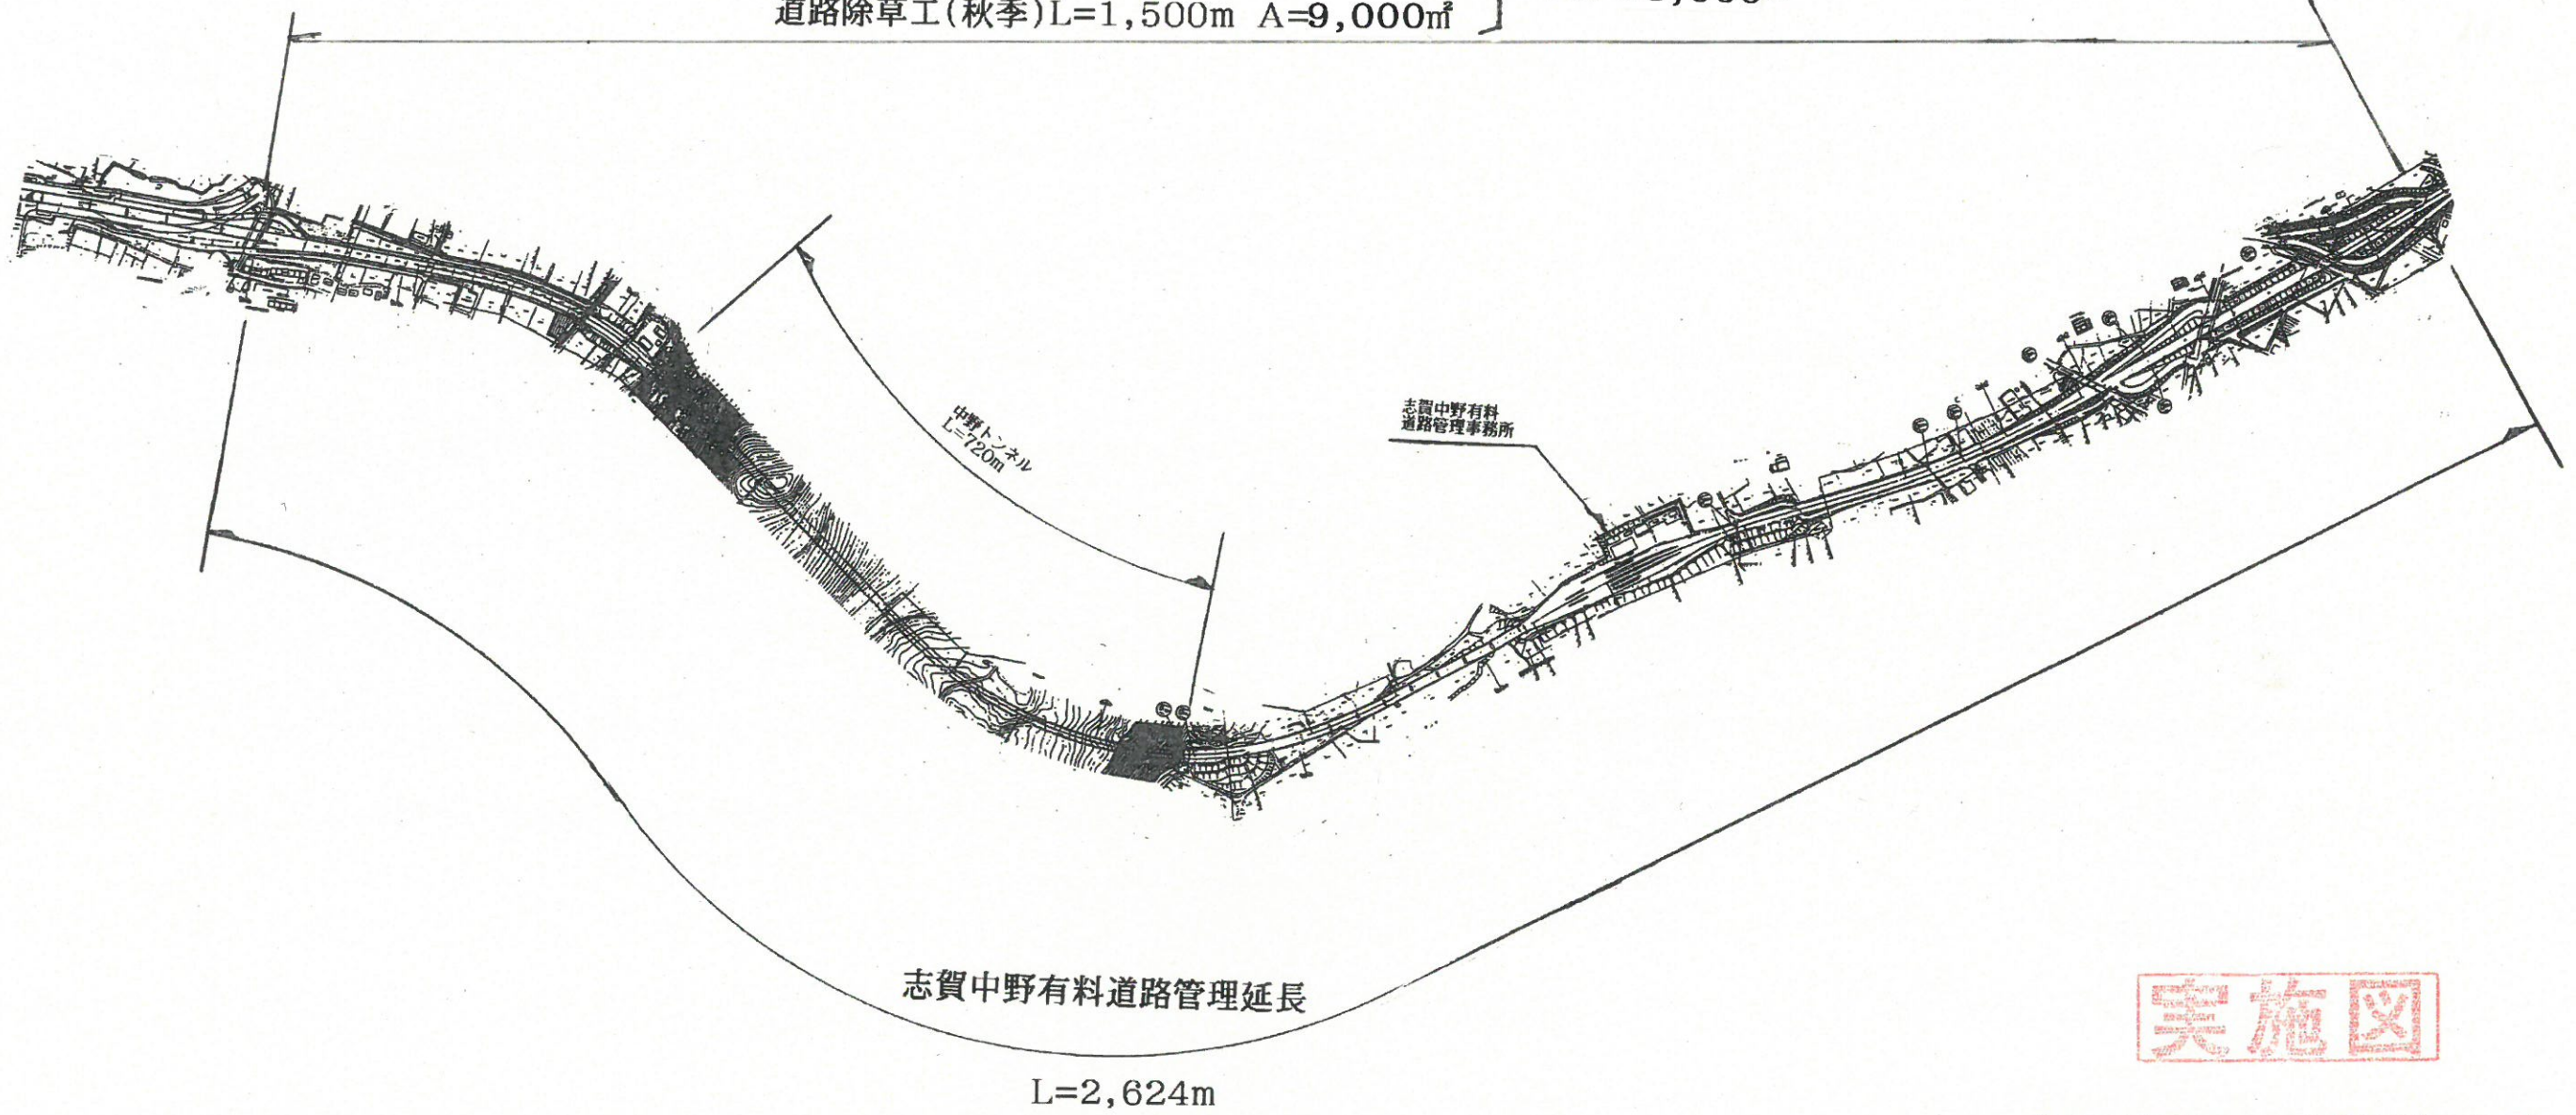 道路除草工(秋季)L=1,500m A=9,000㎡
中野トンネル
L=720m
志賀中野有料
道路管理事務所
志賀中野有料道路管理延長
L=2,624m
実施図